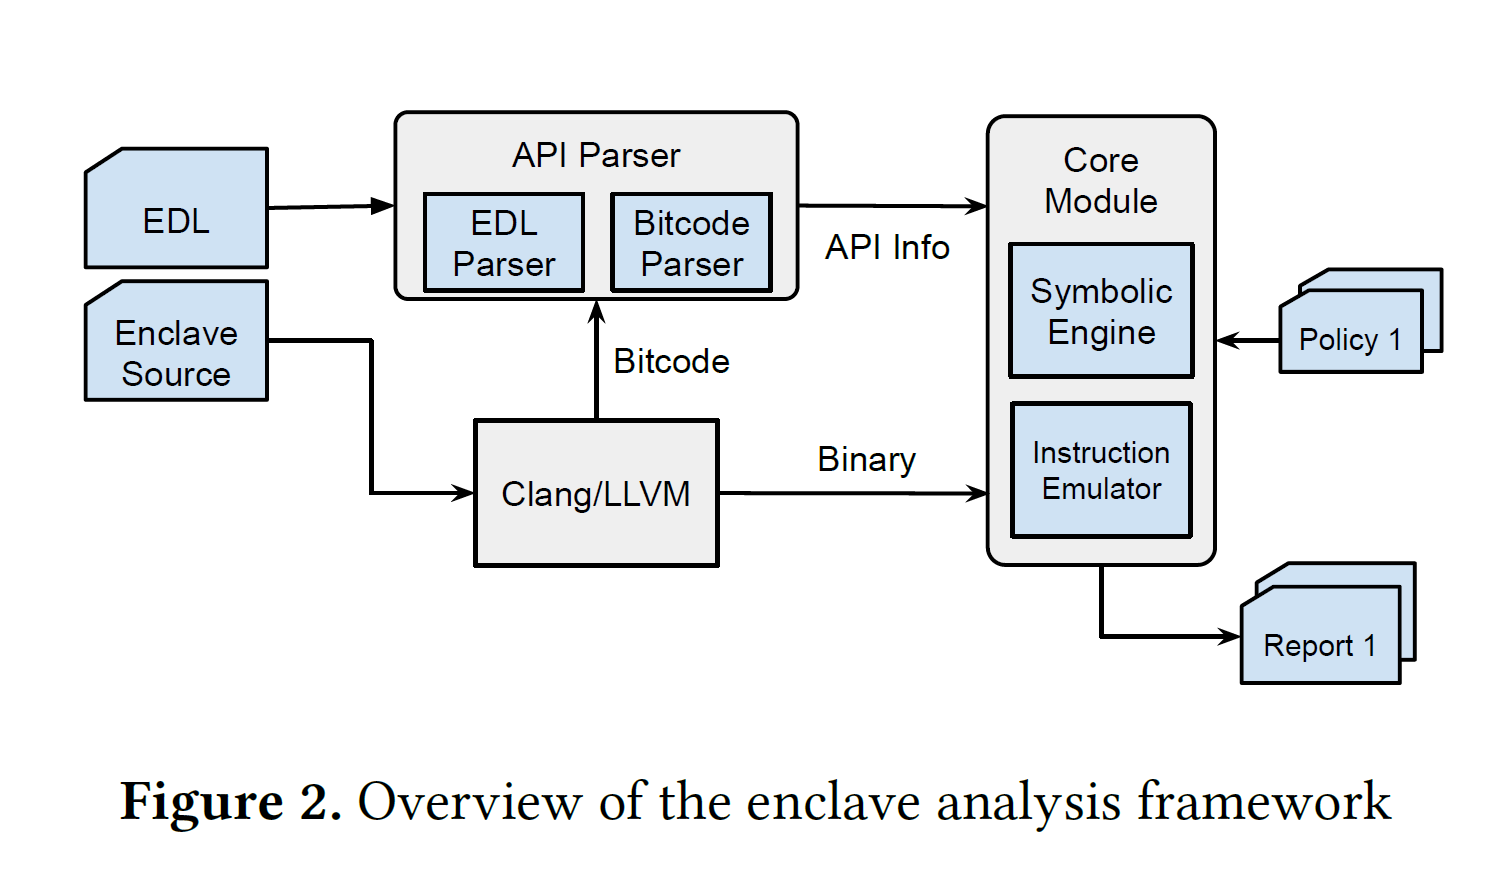 EDL
Enclave
Source
API Parser
EDL
Parser
Bitcode
Parser
Bitcode
Clang/LLVM
API Info
Binary
Core
Module
Symbolic
Engine
Instruction
Emulator
Policy 1
Report 1
Figure 2. Overview of the enclave analysis framework